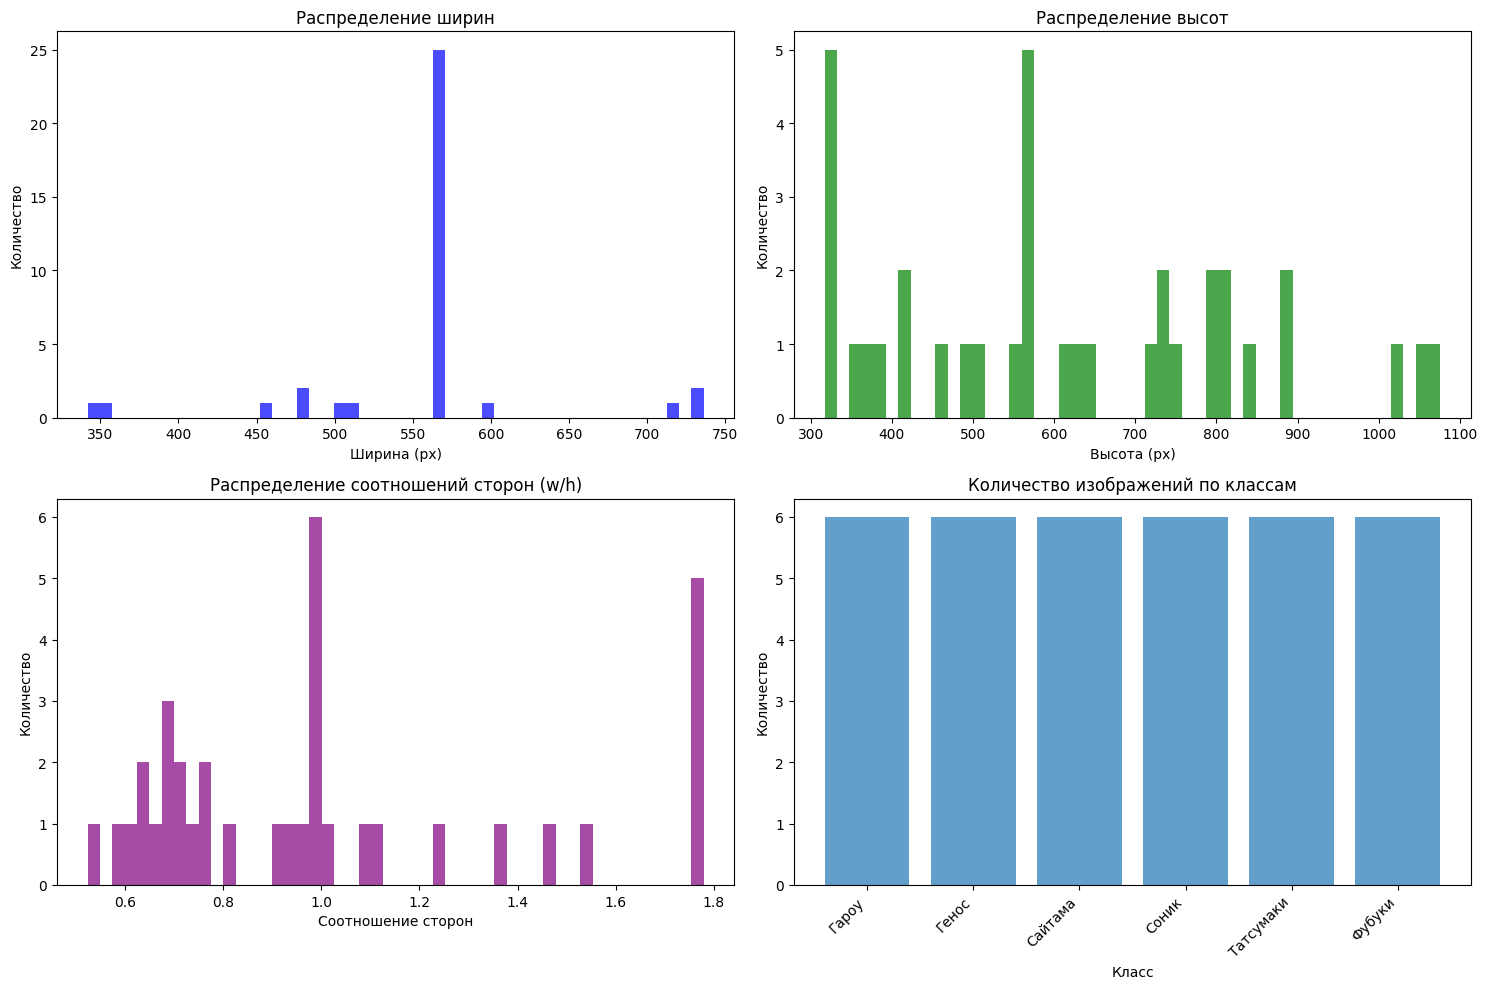 Распределение ширин
Количество
25
20
15
10
5
0
350 400 450 500 550 600 650 700 750
Ширина (px)
Распределение высот
Количество
5
4
3
2
1
0
300 400 500 600 700 800 900 1000 1100
Высота (px)
Распределение соотношений сторон (w/h)
Количество
6
5
4
3
2
1
0
0.6 0.8 1.0 1.2 1.4 1.6 1.8
Соотношение сторон
Количество изображений по классам
Количество
6
5
4
3
2
1
0
Гароу Генос Сайтама Соник Татсумаки Фубуки
Класс